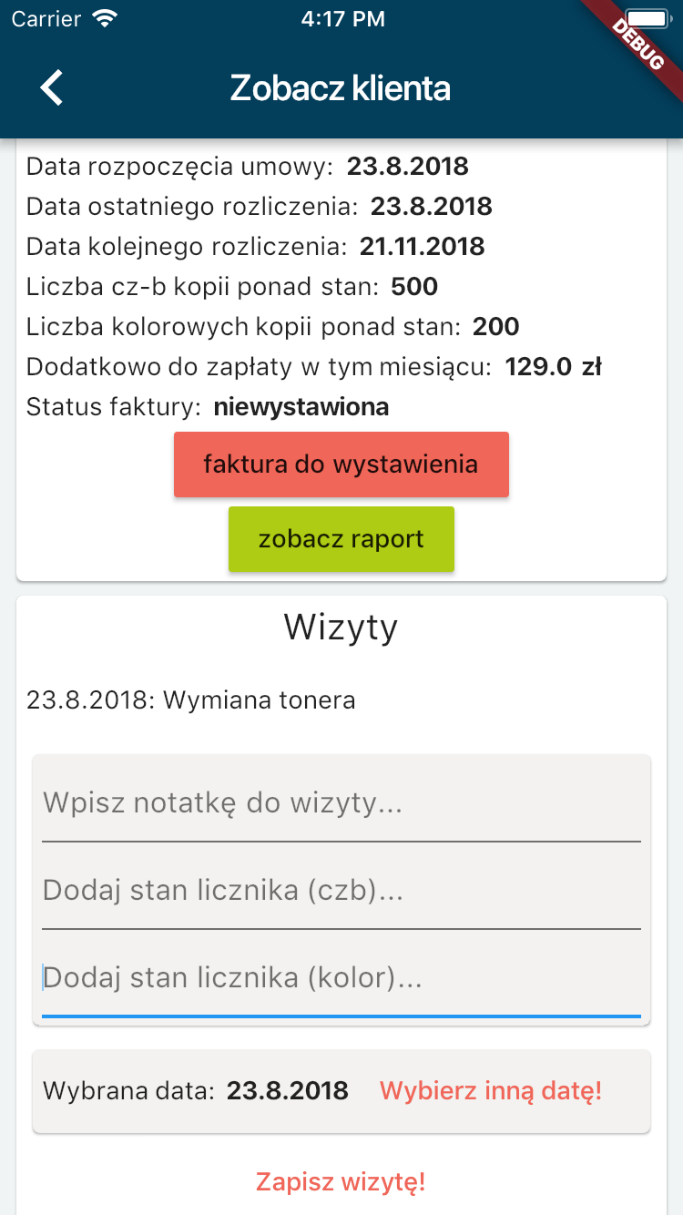 Carrier 4:17 PM
DEBUG
Zobacz klienta
Data rozpoczęcia umowy: 23.8.2018
Data ostatniego rozliczenia: 23.8.2018
Data kolejnego rozliczenia: 21.11.2018
Liczba cz-b kopii ponad stan: 500
Liczba kolorowych kopii ponad stan: 200
Dodatkowo do zapłaty w tym miesiącu: 129.0 zł
Status faktury: niewystawiona
faktura do wystawienia
zobacz raport
Wizyty
23.8.2018: Wymiana tonera
Wpisz notatkę do wizyty...
Dodaj stan licznika (czb)...
Dodaj stan licznika (kolor)...
Wybrana data: 23.8.2018 Wybierz inną datę!
Zapisz wizytę!